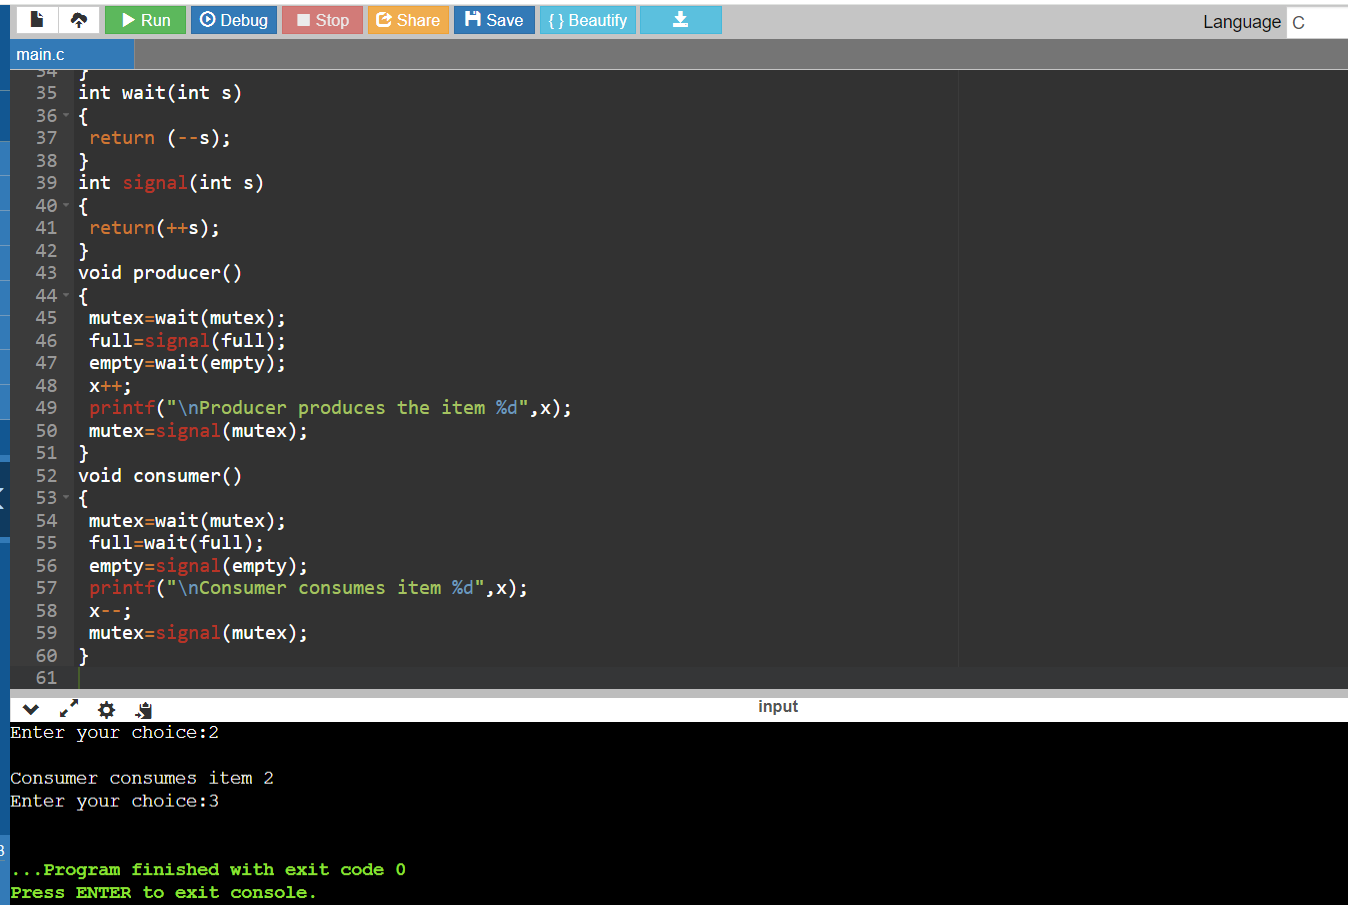 Run Debug Stop Share Save { } Beautify Language C
main.c
34 }
35 int wait(int s)
36 {
37 return (--s);
38 }
39 int signal(int s)
40 {
41 return(++s);
42 }
43 void producer()
44 {
45 mutex=wait(mutex);
46 full=signal(full);
47 empty=wait(empty);
48 x++;
49 printf("\nProducer produces the item %d",x);
50 mutex=signal(mutex);
51 }
52 void consumer()
53 {
54 mutex=wait(mutex);
55 full=wait(full);
56 empty=signal(empty);
57 printf("\nConsumer consumes item %d",x);
58 x--;
59 mutex=signal(mutex);
60 }
61
input
Enter your choice:2
Consumer consumes item 2
Enter your choice:3
...Program finished with exit code 0
Press ENTER to exit console.